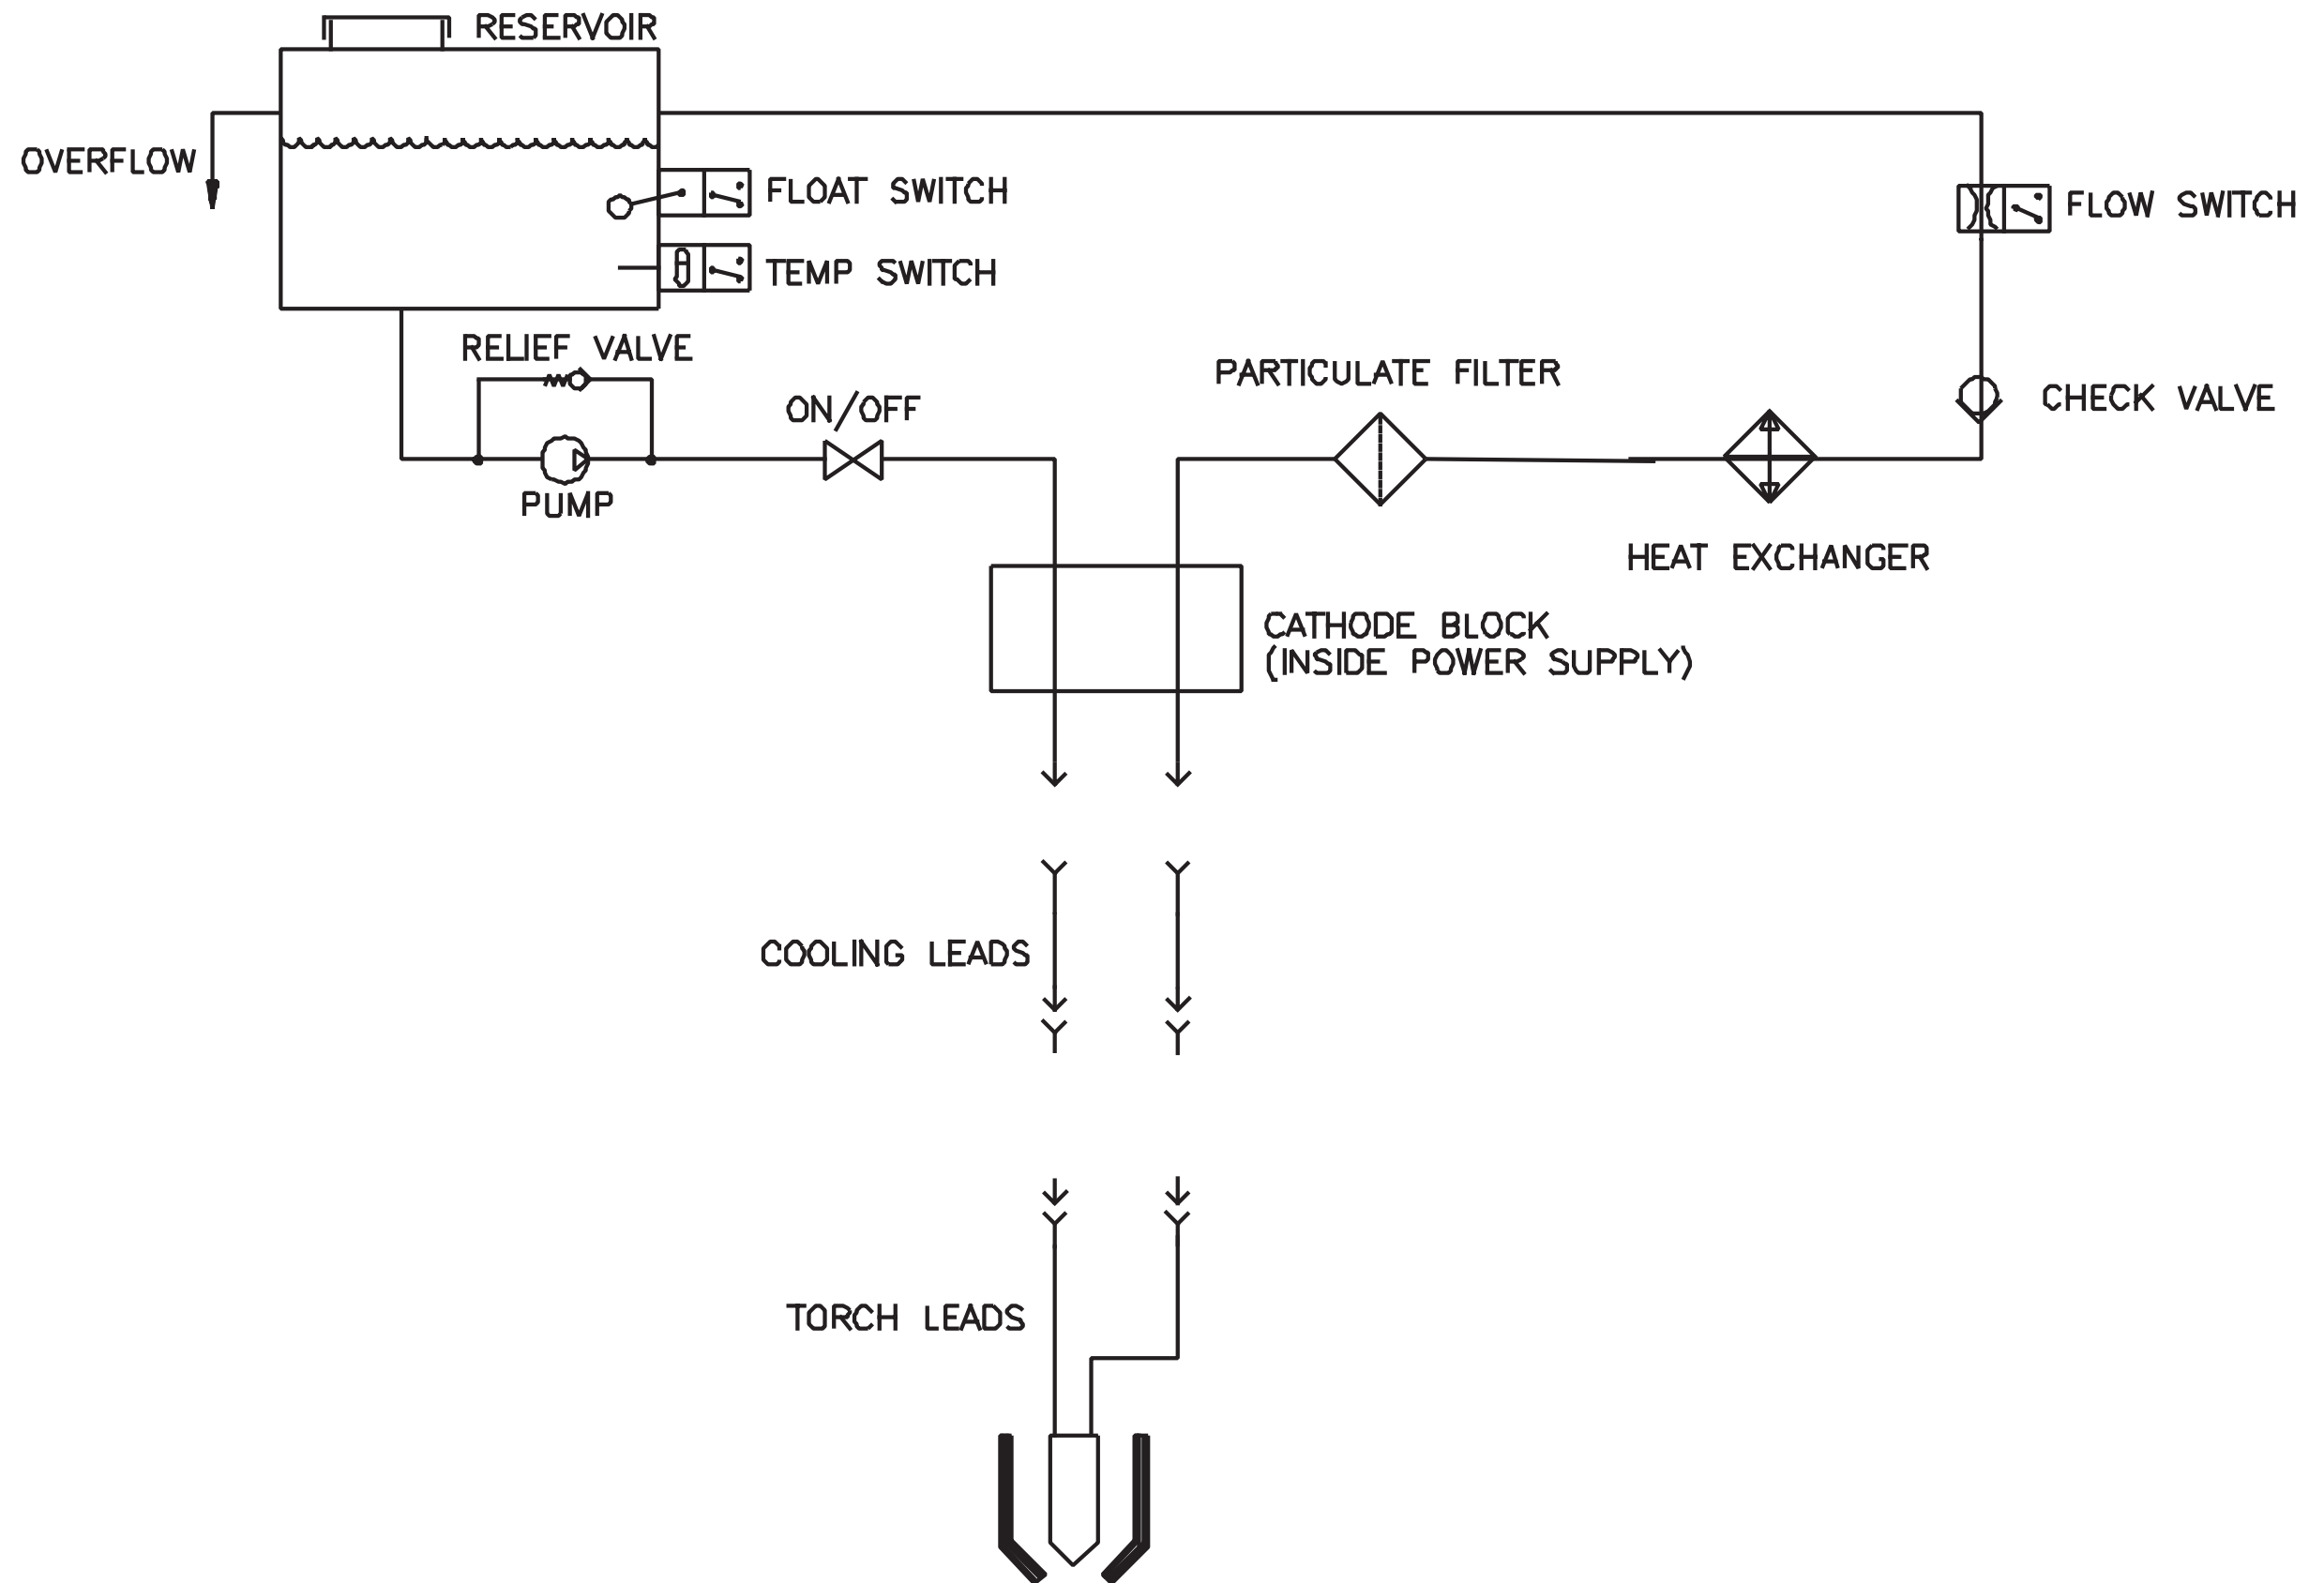 RESERVOIR
OVERFLOW
FLOAT SWITCH
FLOW SWITCH
TEMP SWITCH
RELIEF VALVE
PARTICULATE FILTER
CHECK VALVE
ON/OFF
PUMP
HEAT EXCHANGER
CATHODE BLOCK
(INSIDE POWER SUPPLY)
COOLING LEADS
TORCH LEADS